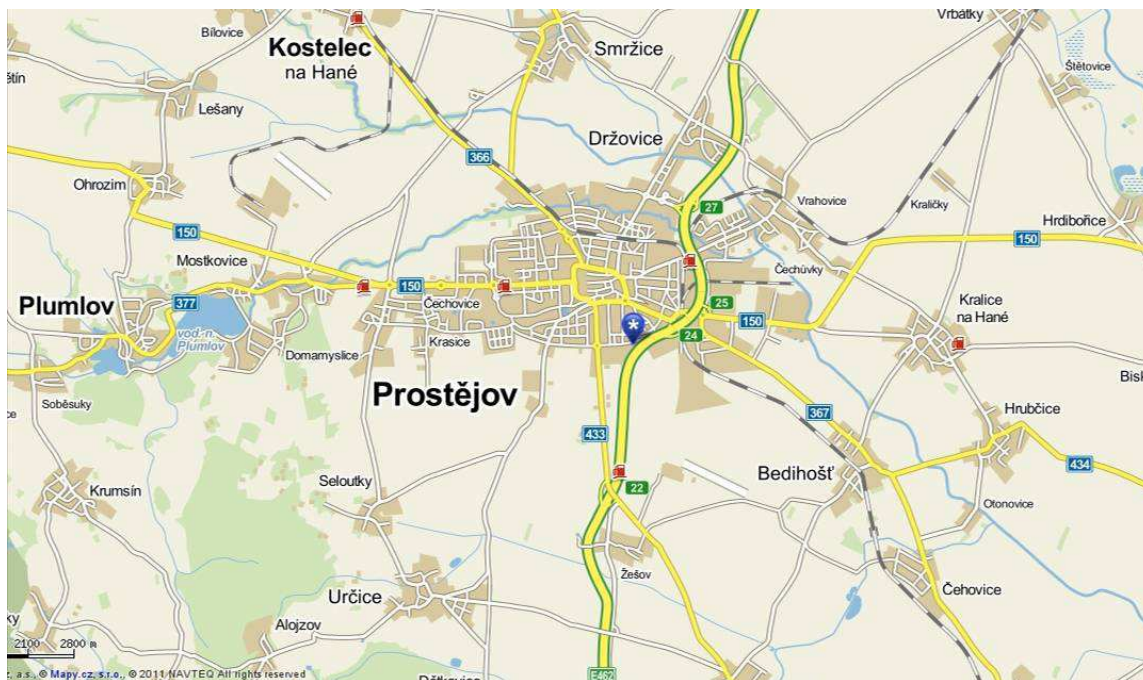 Bílovice
Kostelec
na Hané
Smržice
Vrbátky
Štětovice
Lešany
Držovice
366
Ohrozim
27
Vrahovice
Kraličky
Hrdibořice
150
150
Mostkovice
Čechůvky
Plumlov
377
150
Čechovice
25
150
Kralice
na Hané
vod. n.
Plumlov
Krasice
24
Domamyslice
Prostějov
Soběsuky
367
Hrubčice
433
Bedihošť
434
Krumsín
Seloutky
22
Otonovice
Žešov
Čehovice
Určice
Alojzov
2100 2800 m
z, a.s., © Mapy.cz, s.r.o., © 2011 NAVTEQ All rights reserved
E462